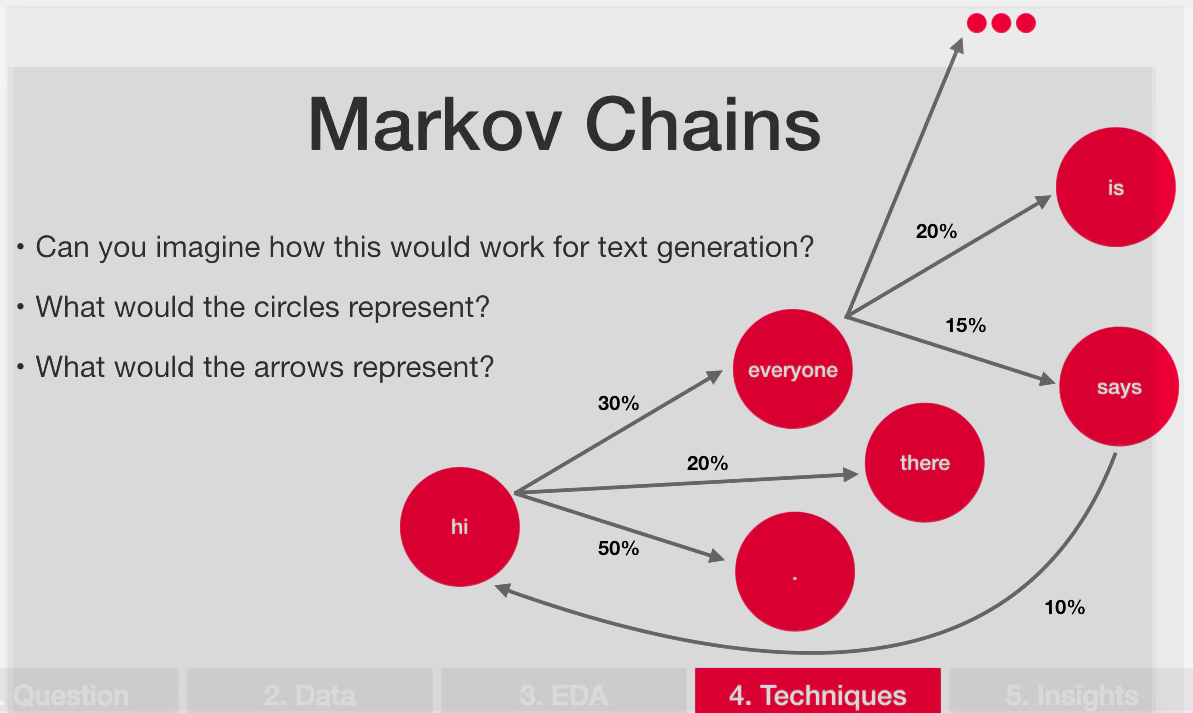 Markov Chains
• Can you imagine how this would work for text generation?
• What would the circles represent?
• What would the arrows represent?
is
20%
15%
everyone
says
30%
there
20%
hi
50%
.
10%
. Question
2. Data
3. EDA
4. Techniques
5. Insights